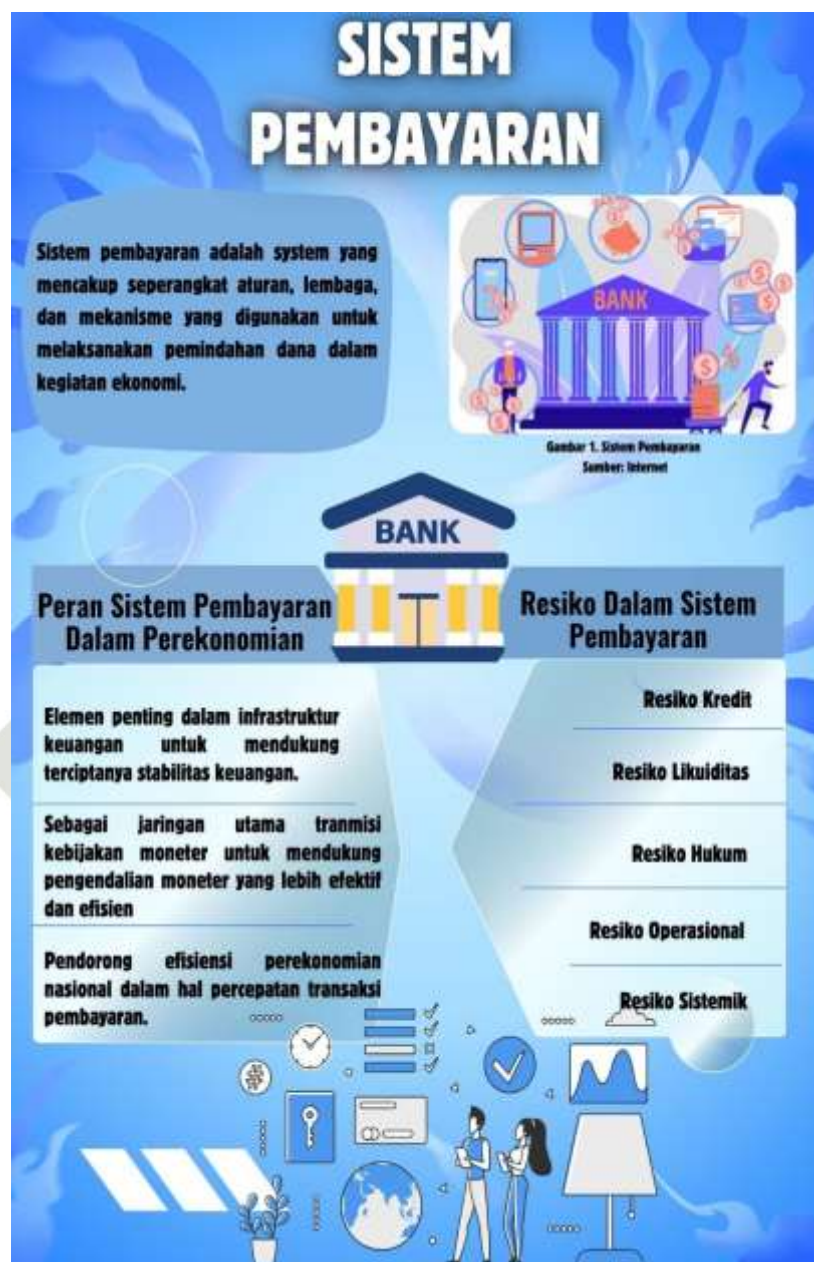 SISTEM
PEMBAYARAN
Sistem pembayaran adalah system yang
mencakup seperangkat aturan, lembaga,
dan mekanisme yang digunakan untuk
melaksanakan pemindahan dana dalam
kegiatan ekonomi.
BANK
Gambar 1. Sistem Pembayaran
Sumber: Internet
BANK
Peran Sistem Pembayaran
Dalam Perekonomian
Elemen penting dalam infrastruktur
keuangan untuk mendukung
terciptanya stabilitas keuangan.
Sebagai jaringan utama tranmisi
kebijakan moneter untuk mendukung
pengendalian moneter yang lebih efektif
dan efisien
Pendorong efisiensi perekonomian
nasional dalam hal percepatan transaksi
pembayaran.
Resiko Dalam Sistem
Pembayaran
Resiko Kredit
Resiko Likuiditas
Resiko Hukum
Resiko Operasional
Resiko Sistemik